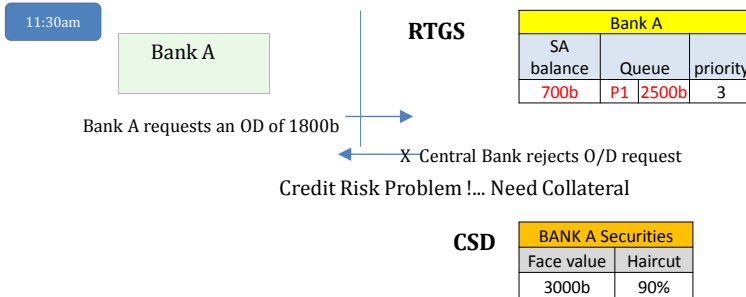 11:30am
Bank A
RTGS
Bank A
SA balance
Queue
priority
700b
P1
2500b
3
Bank A requests an OD of 1800b
X Central Bank rejects O/D request
Credit Risk Problem !... Need Collateral
CSD
BANK A Securities
Face value
Haircut
3000b
90%